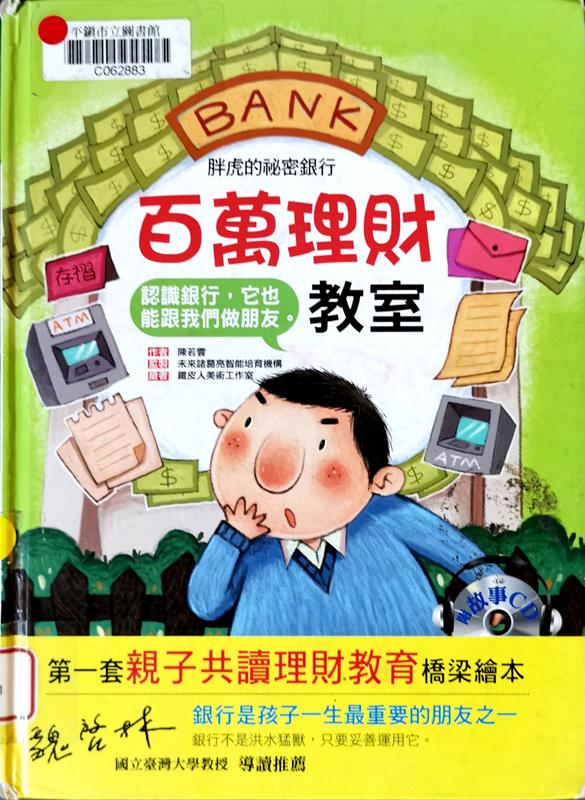 平鎮市立圖書館
C062883
BANK
胖虎的祕密銀行
百萬理財
教室
認識銀行,它也
能跟我們做朋友。
存摺
ATM
作者 陳若雲
監製 未來諸葛亮智能培育機構
繪者 鐵皮人美術工作室
ATM
附故事CD
第一套親子共讀理財教育橋梁繪本
銀行是孩子一生最重要的朋友之一
銀行不是洪水猛獸,只要妥善運用它。
國立臺灣大學教授 導讀推薦